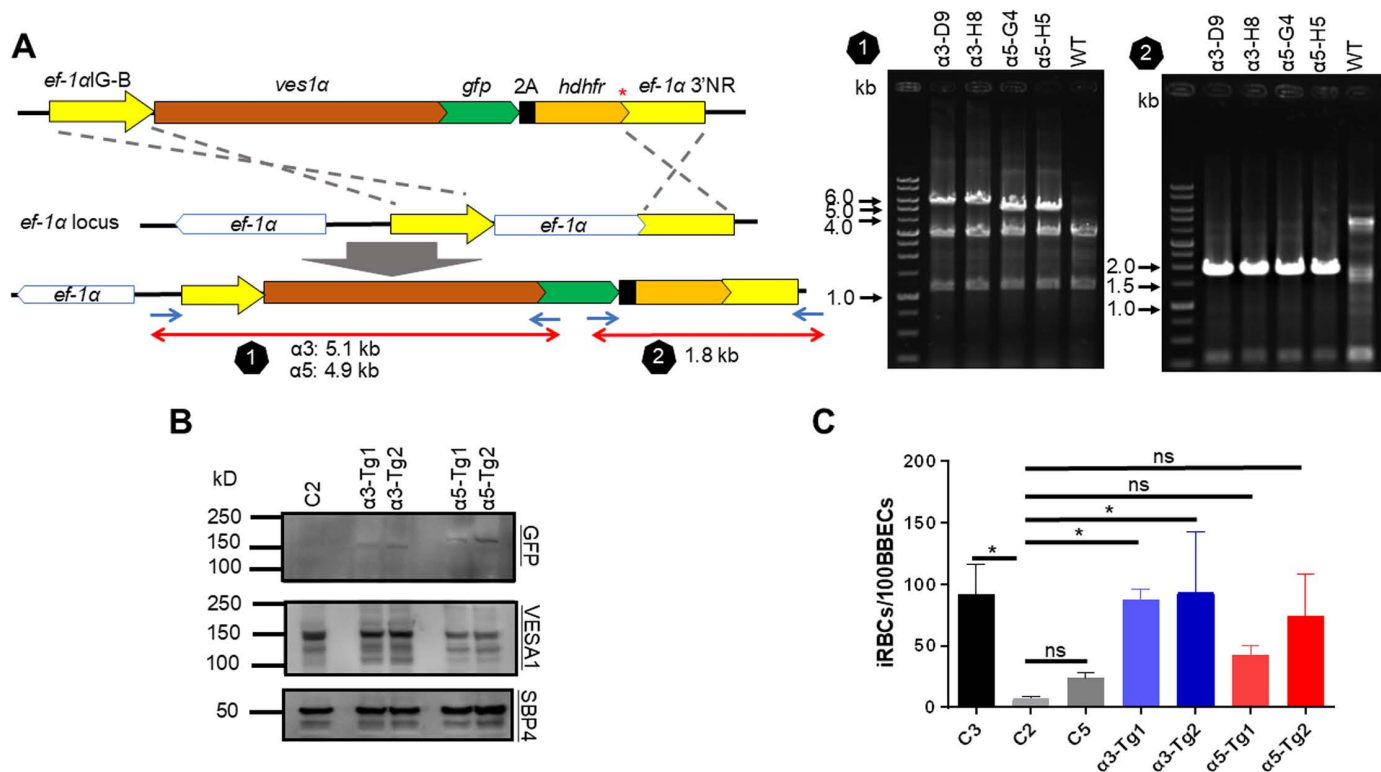 A
ef-1αIG-B
ves1α
gfp
2A
hdhfr
*
ef-1α 3'NR
ef-1α locus
ef-1α
ef-1α
ef-1α
1
α3: 5.1 kb
α5: 4.9 kb
2
1.8 kb
1
kb
α3-D9
α3-H8
α5-G4
α5-H5
WT
6.0
5.0
4.0
1.0
2
kb
α3-D9
α3-H8
α5-G4
α5-H5
WT
2.0
1.5
1.0
B
kD
C2
α3-Tg1
α3-Tg2
α5-Tg1
α5-Tg2
250
150
100
GFP
250
150
100
VESA1
50
SBP4
C
iRBCs/100BBECs
200
150
100
50
0
ns
ns
*
*
*
ns
C3
C2
C5
α3-Tg1
α3-Tg2
α5-Tg1
α5-Tg2